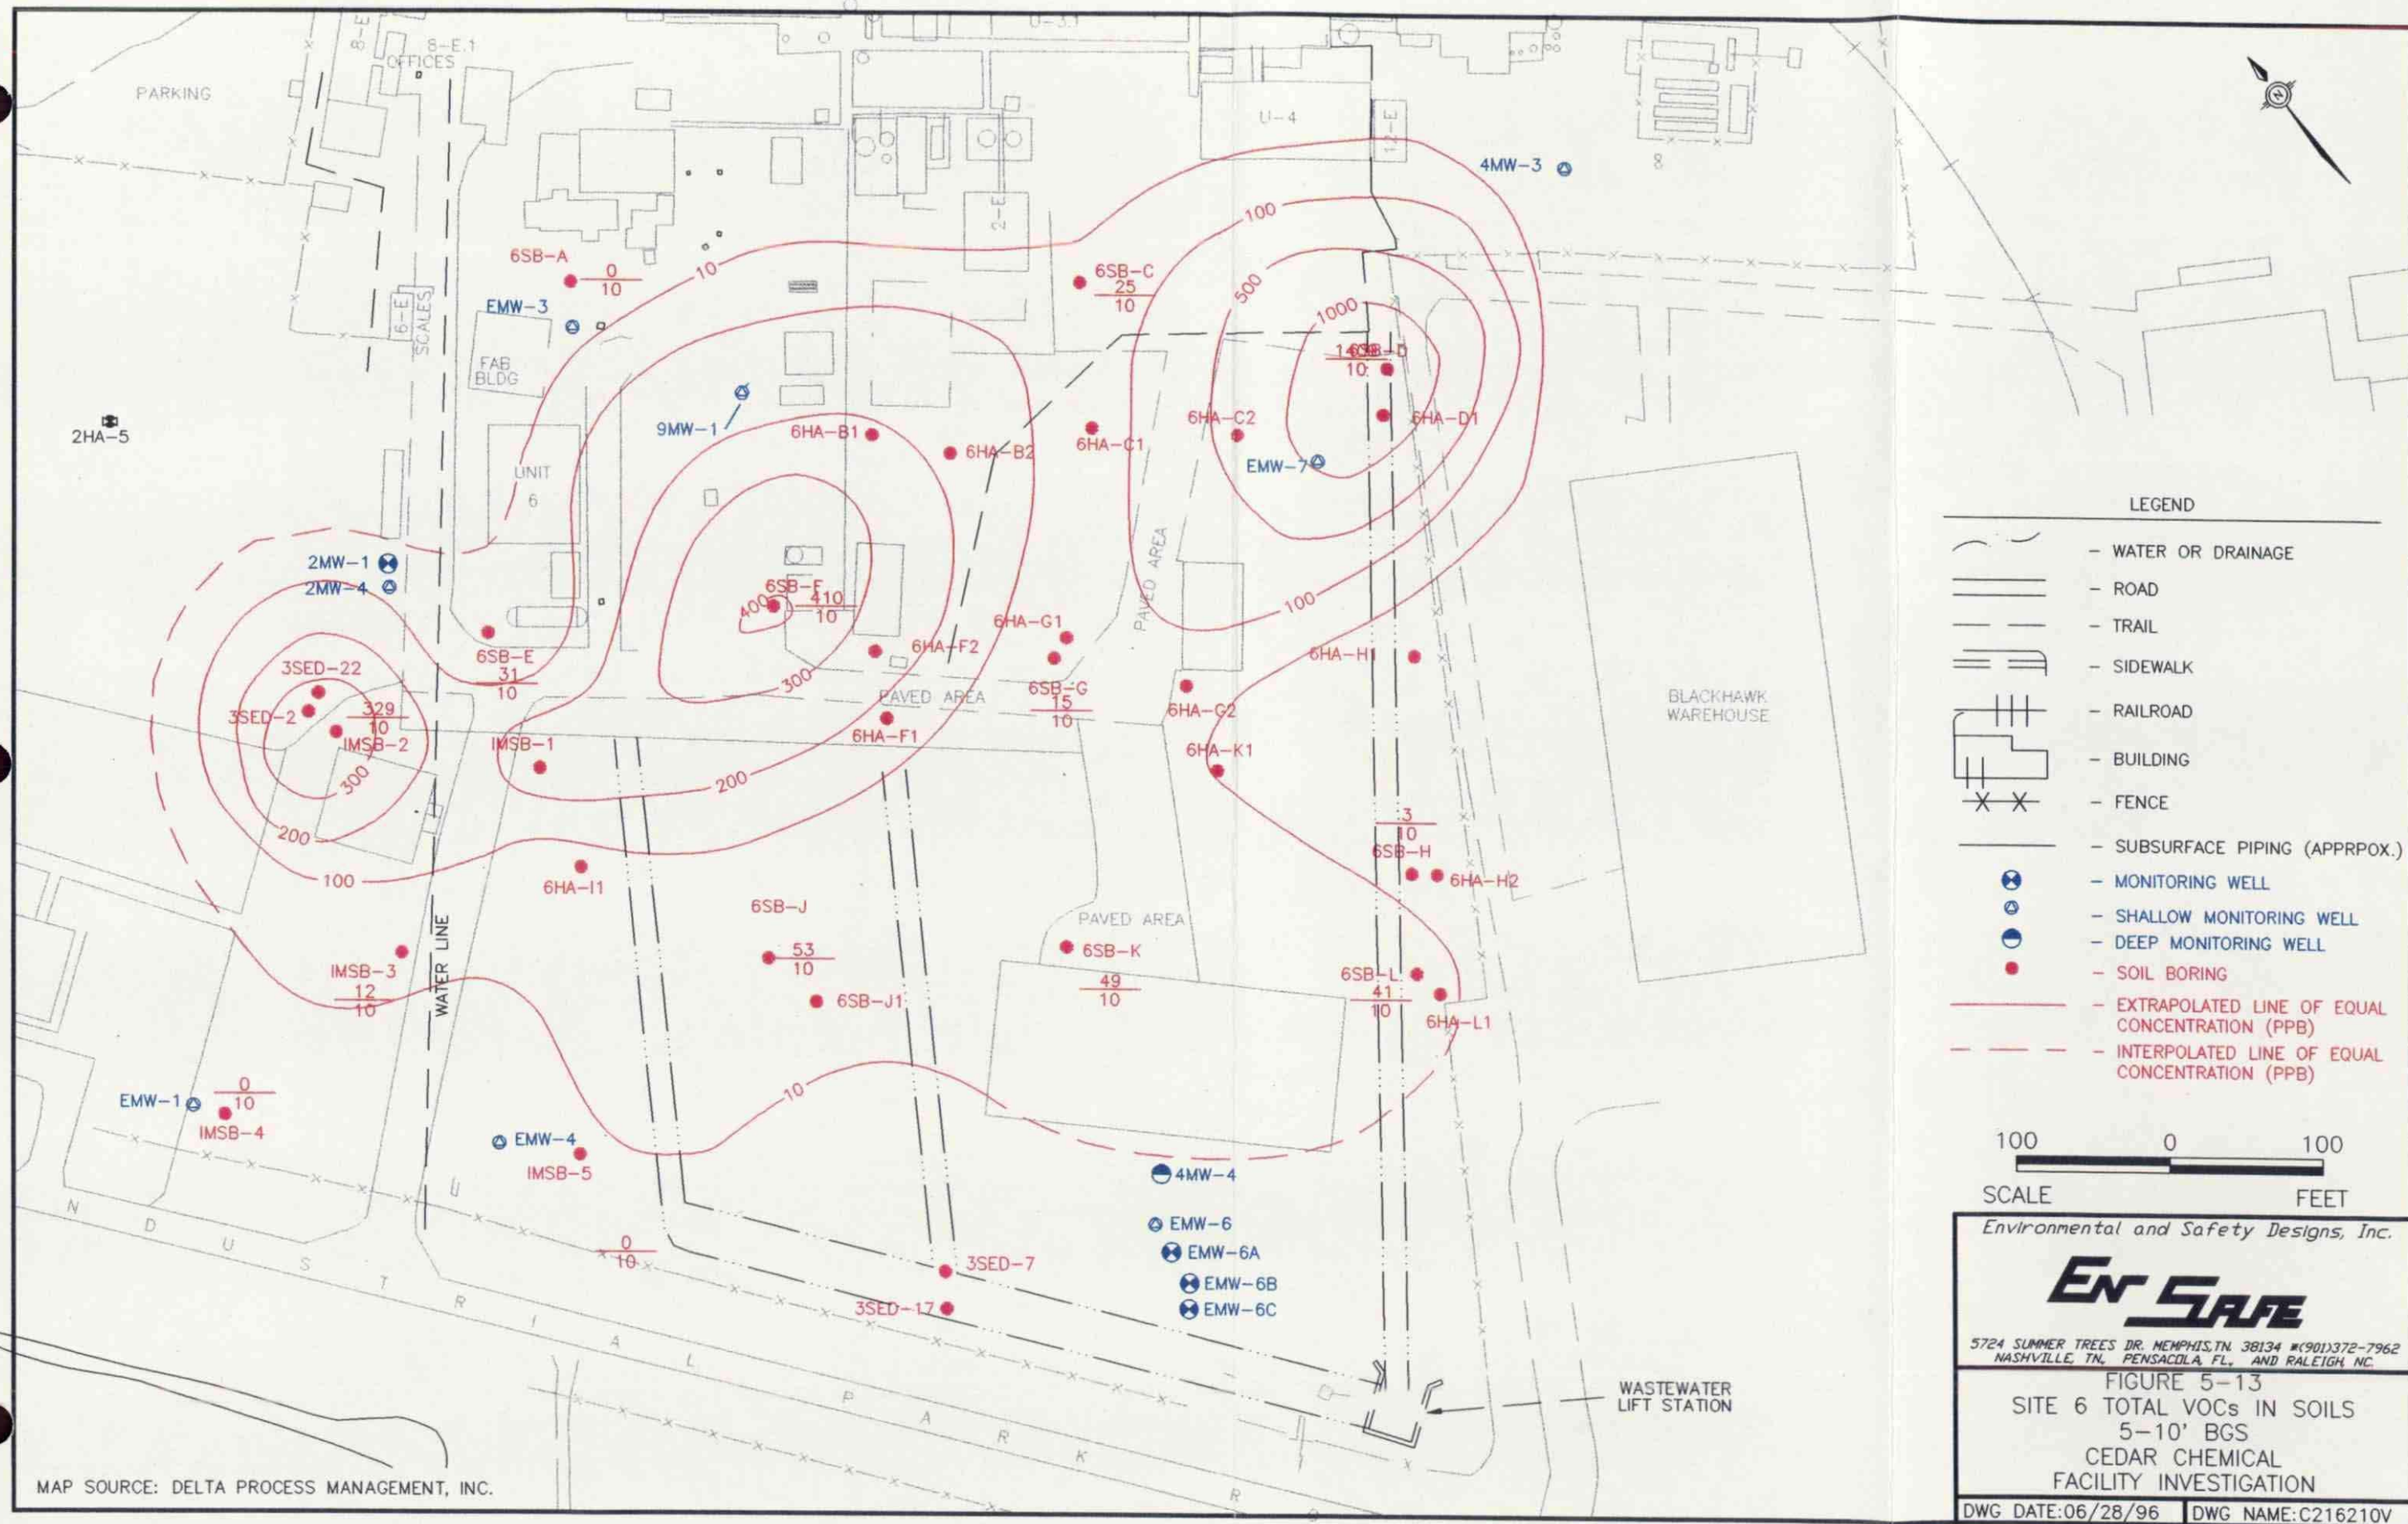 8-E
8-E.1
OFFICES
PARKING
U-4
12-E
8
4MW-3
2-E
100
10
6SB-A
0
10
EMW-3
6-E
SCALES
FAB
BLDG
6SB-C
25
10
500
1000
6SB-D
10
2HA-5
9MW-1
6HA-B1
6HA-B2
6HA-C1
6HA-C2
6HA-D1
EMW-7
UNIT
6
2MW-1
2MW-4
6SB-F
400
410
10
PAVED AREA
100
6HA-G1
6HA-F2
6HA-H1
6SB-E
31
10
3SED-22
3SED-2
329
10
IMSB-2
300
300
PAVED AREA
6SB-G
15
10
6HA-G2
6HA-F1
IMSB-1
6HA-K1
200
200
BLACKHAWK
WAREHOUSE
3
10
6SB-H
6HA-H2
100
6HA-I1
6SB-J
53
10
6SB-J1
PAVED AREA
6SB-K
49
10
6SB-L
41
10
6HA-L1
WATER LINE
IMSB-3
12
10
10
EMW-1
0
10
IMSB-4
EMW-4
IMSB-5
0
10
4MW-4
EMW-6
EMW-6A
EMW-6B
EMW-6C
3SED-7
3SED-17
WASTEWATER
LIFT STATION
NDUSTRIAL PARK R
MAP SOURCE: DELTA PROCESS MANAGEMENT, INC.
N
LEGEND
- WATER OR DRAINAGE
- ROAD
- TRAIL
- SIDEWALK
- RAILROAD
- BUILDING
- FENCE
- SUBSURFACE PIPING (APPRPOX.)
- MONITORING WELL
- SHALLOW MONITORING WELL
- DEEP MONITORING WELL
- SOIL BORING
- EXTRAPOLATED LINE OF EQUAL
CONCENTRATION (PPB)
- INTERPOLATED LINE OF EQUAL
CONCENTRATION (PPB)
100 0 100
SCALE FEET
Environmental and Safety Designs, Inc.
EnSafe
5724 SUMMER TREES DR. MEMPHIS, TN. 38134 *(901)372-7962
NASHVILLE, TN, PENSACOLA, FL, AND RALEIGH, NC.
FIGURE 5-13
SITE 6 TOTAL VOCs IN SOILS
5-10' BGS
CEDAR CHEMICAL
FACILITY INVESTIGATION
DWG DATE:06/28/96 DWG NAME:C216210V